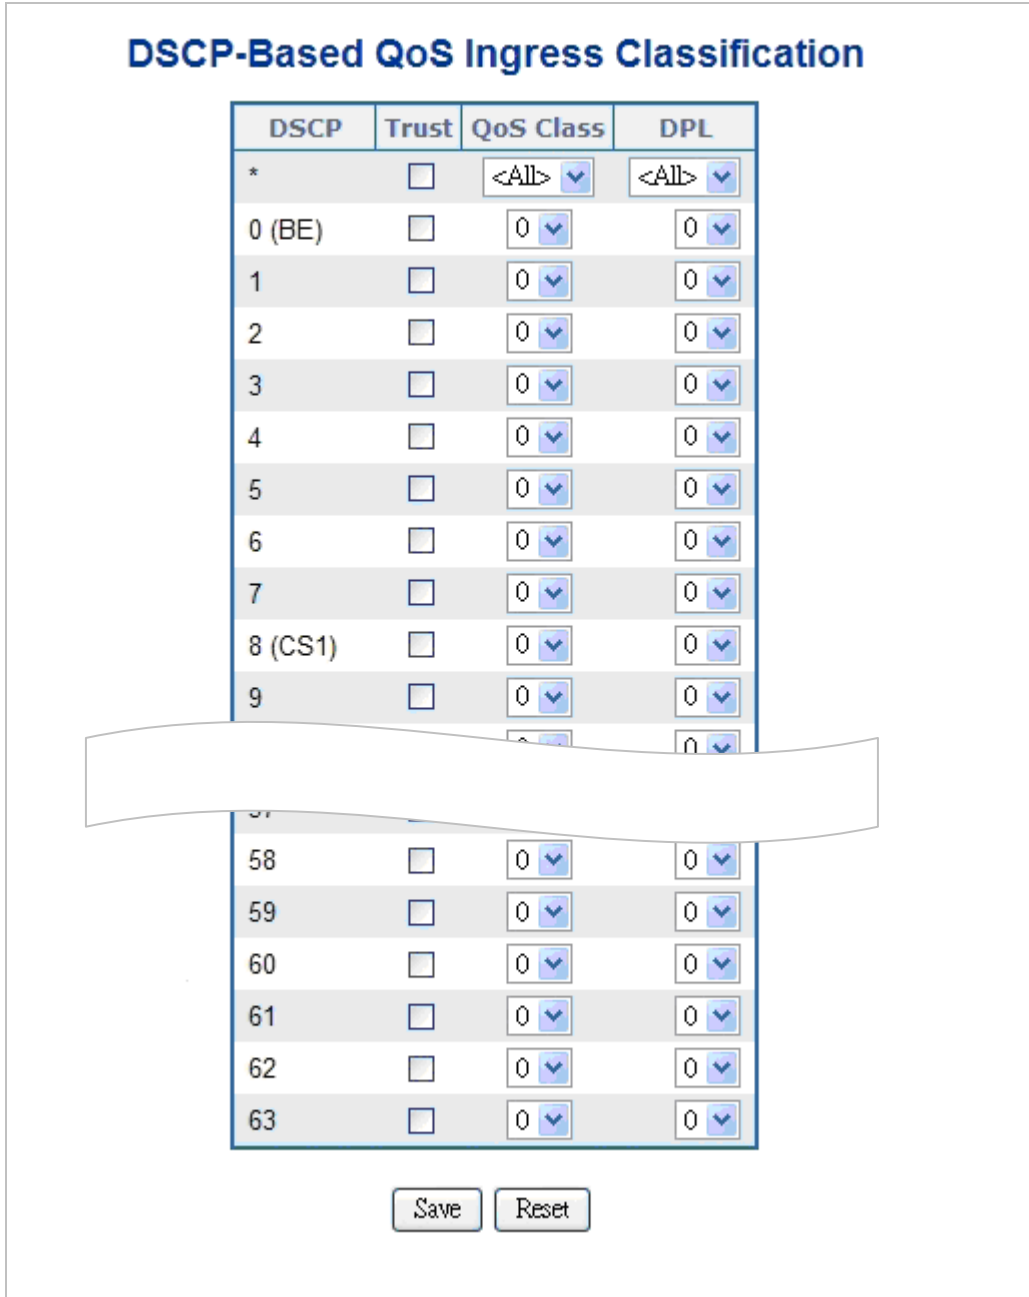 DSCP-Based QoS Ingress Classification
DSCP Trust QoS Class DPL
* <All> <All>
0 (BE) 0 0
1 0 0
2 0 0
3 0 0
4 0 0
5 0 0
6 0 0
7 0 0
8 (CS1) 0 0
9 0 0
58 0 0
59 0 0
60 0 0
61 0 0
62 0 0
63 0 0
Save Reset